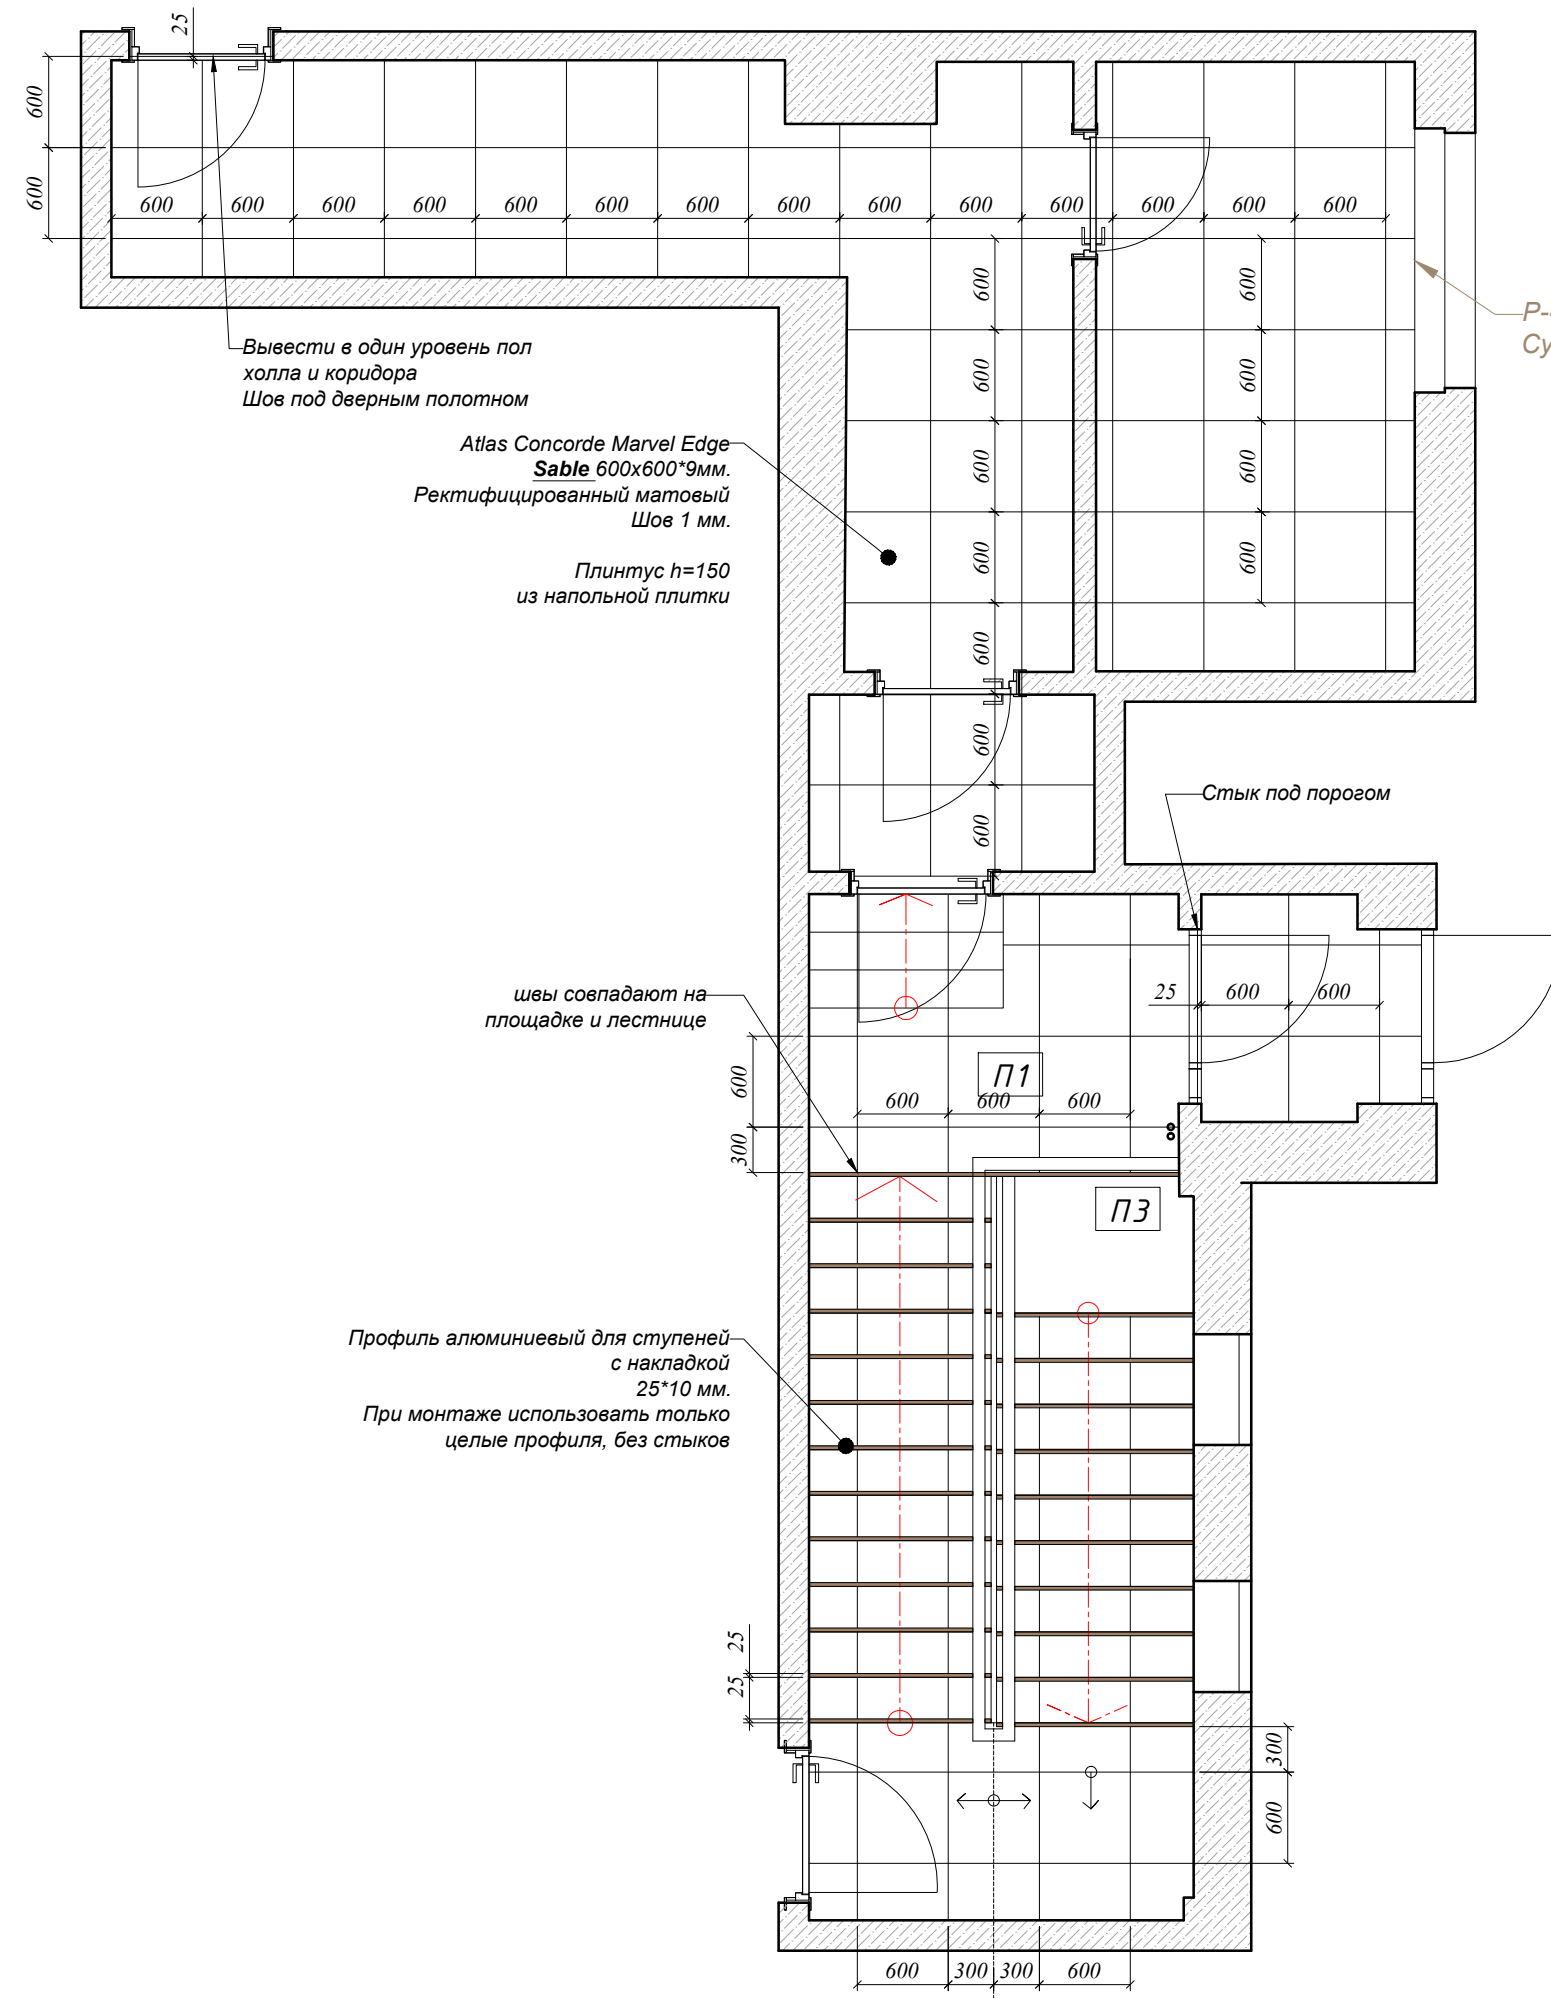 25
600
600
600 600 600 600 600 600 600 600 600 600 600 600 600 600
600 600
Р-
Су
Вывести в один уровень пол
холла и коридора
Шов под дверным полотном
600 600
Atlas Concorde Marvel Edge
Sable 600х600*9мм.
Ректифицированный матовый
Шов 1 мм.
600 600
600 600
Плинтус h=150
из напольной плитки
600
600
Стык под порогом
600
швы совпадают на
площадке и лестнице
25 600 600
П1
600
600 600 600
300
П3
Профиль алюминиевый для ступеней
с накладкой
25*10 мм.
При монтаже использовать только
целые профиля, без стыков
25
25
300
600
600 300 300 600